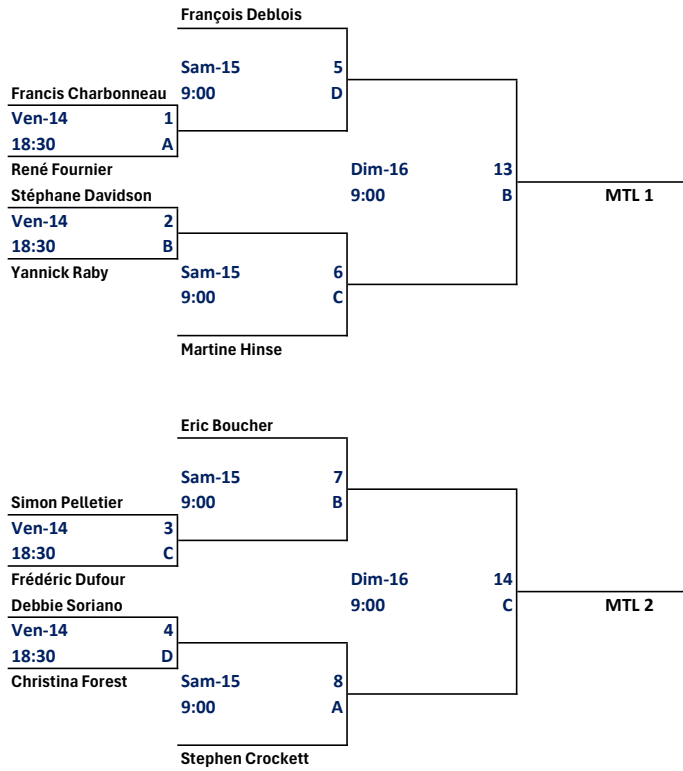 François Deblois
Sam-15 5
Francis Charbonneau 9:00 D
Ven-14 1
18:30 A
René Fournier Dim-16 13
Stéphane Davidson 9:00 B MTL 1
Ven-14 2
18:30 B
Yannick Raby Sam-15 6
9:00 C
Martine Hinse
Eric Boucher
Sam-15 7
Simon Pelletier 9:00 B
Ven-14 3
18:30 C
Frédéric Dufour Dim-16 14
Debbie Soriano 9:00 C MTL 2
Ven-14 4
18:30 D
Christina Forest Sam-15 8
9:00 A
Stephen Crockett